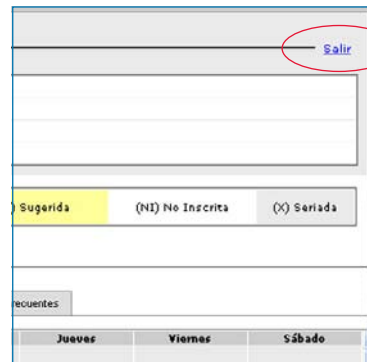 Salir
) Sugerida (NI) No Inscrita (X) Seriada
recuentes
Jueves Viernes Sábado